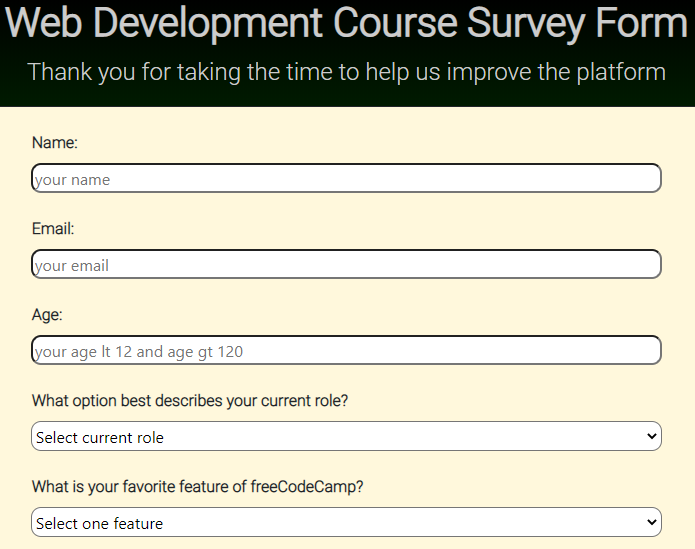 Web Development Course Survey Form
Thank you for taking the time to help us improve the platform
Name:
your name
Email:
your email
Age:
your age lt 12 and age gt 120
What option best describes your current role?
Select current role
What is your favorite feature of freeCodeCamp?
Select one feature